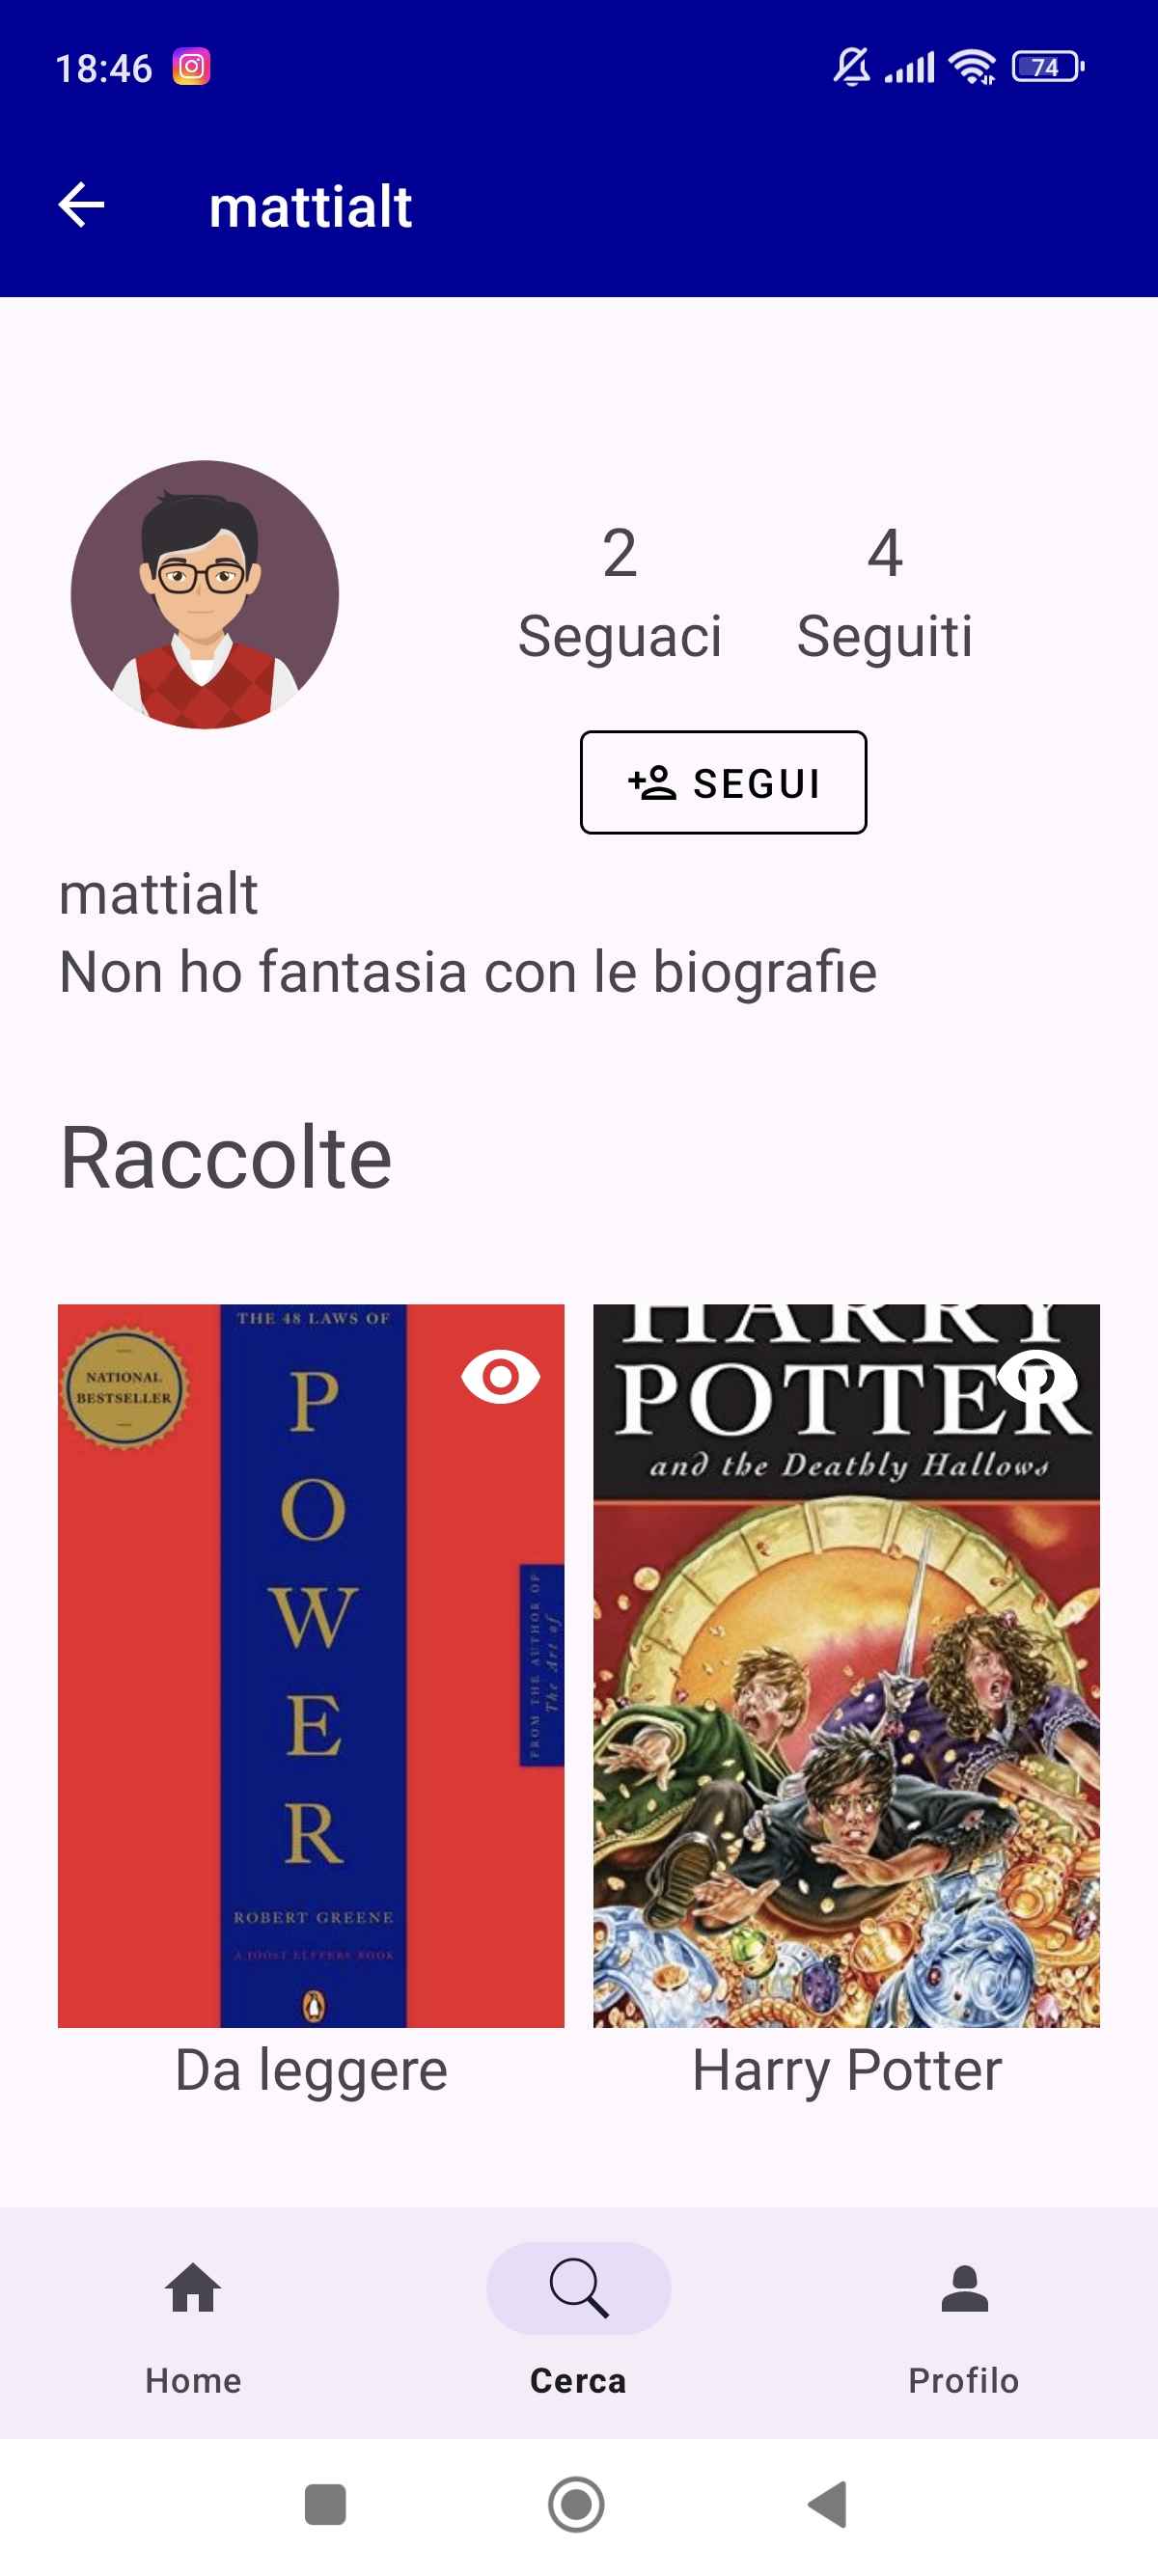 18:46
74
mattialt
2
4
Seguaci
Seguiti
SEGUI
mattialt
Non ho fantasia con le biografie
Raccolte
THE 48 LAWS OF
NATIONAL
BESTSELLER
P
O
W
E
R
FROM THE AUTHOR OF
The Art of
ROBERT GREENE
A JOOST ELFFERS BOOK
HARRY
POTTER
and the Deathly Hallows
Da leggere
Harry Potter
Home
Cerca
Profilo